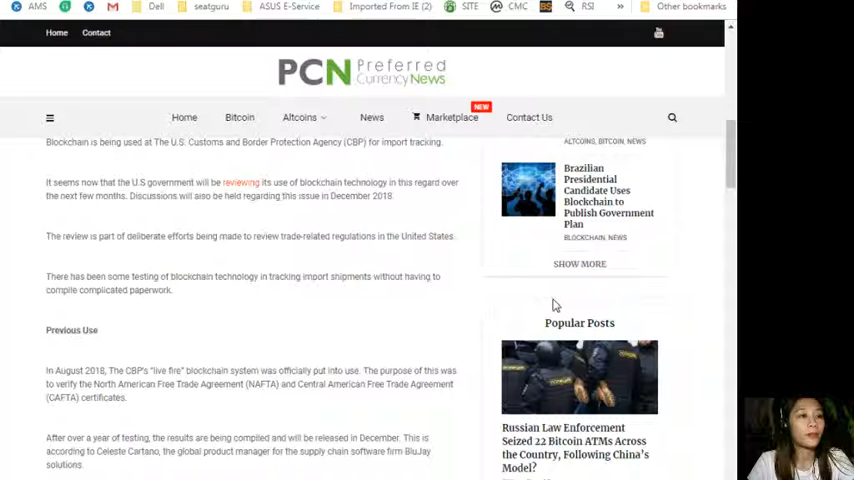 AMS
Dell
seatguru
ASUS E-Service
Imported From IE (2)
SITE
CMC
RSI
»
Other bookmarks
Home
Contact
PCN Preferred
Currency News
NEW
Home
Bitcoin
Altcoins
News
Marketplace
Contact Us
Blockchain is being used at The U.S. Customs and Border Protection Agency (CBP) for import tracking.
It seems now that the U.S government will be reviewing its use of blockchain technology in this regard over
the next few months. Discussions will also be held regarding this issue in December 2018.
The review is part of deliberate efforts being made to review trade-related regulations in the United States.
There has been some testing of blockchain technology in tracking import shipments without having to
compile complicated paperwork.
Previous Use
In August 2018, The CBP's "live fire" blockchain system was officially put into use. The purpose of this was
to verify the North American Free Trade Agreement (NAFTA) and Central American Free Trade Agreement
(CAFTA) certificates.
After over a year of testing, the results are being compiled and will be released in December. This is
according to Celeste Cartano, the global product manager for the supply chain software firm BluJay
solutions.
ALTCOINS, BITCOIN, NEWS
Brazilian
Presidential
Candidate Uses
Blockchain to
Publish Government
Plan
BLOCKCHAIN, NEWS
SHOW MORE
Popular Posts
Russian Law Enforcement
Seized 22 Bitcoin ATMs Across
the Country, Following China's
Model?